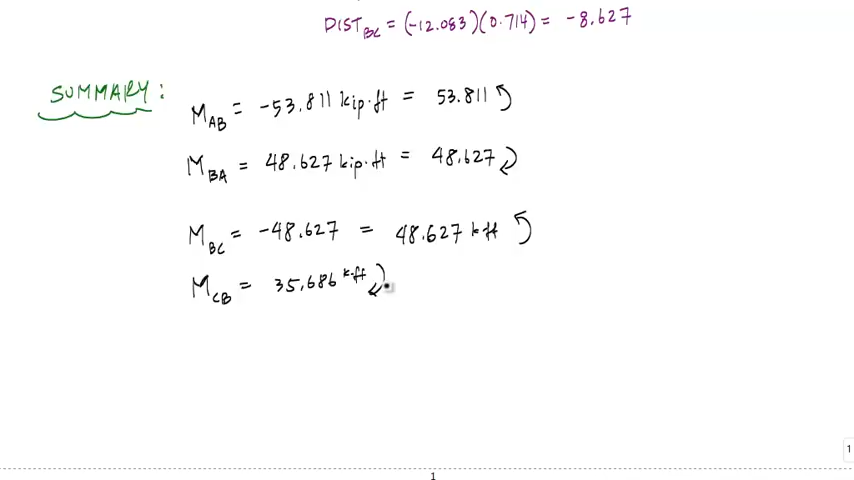 DIST_BC = (-12.083)(0.714) = -8.627
SUMMARY:
M_AB = -53.811 kip·ft = 53.811
M_BA = 48.627 kip·ft = 48.627
M_BC = -48.627 = 48.627 k·ft
M_CB = 35.686 k·ft
1
1